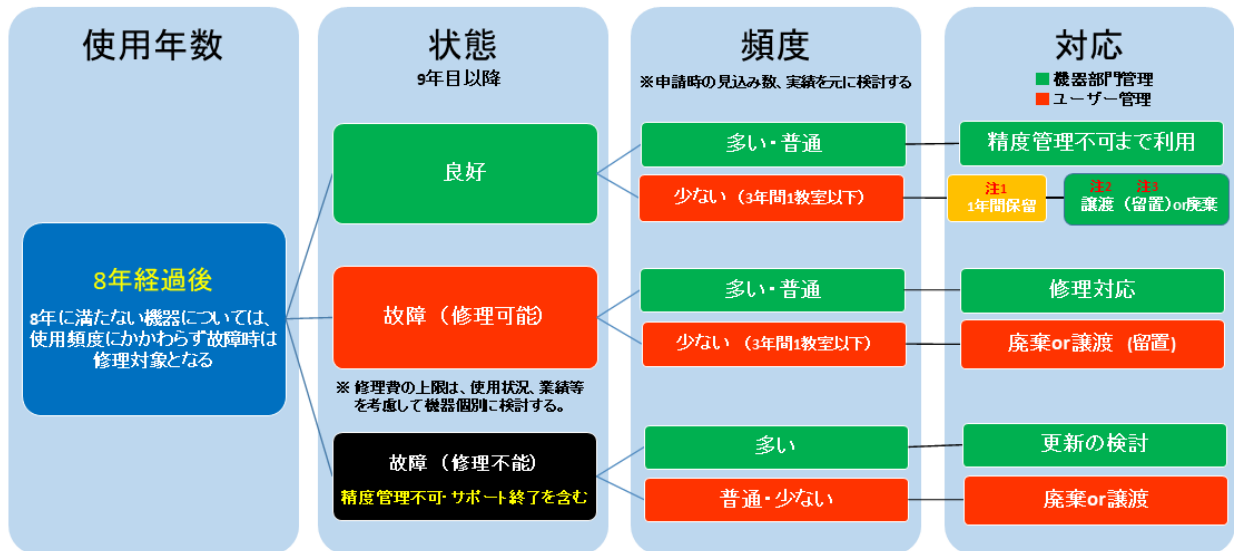 使用年数
8年経過後
8年に満たない機器については、
使用頻度にかかわらず故障時は
修理対象となる
状態
9年目以降
良好
故障（修理可能）
※ 修理費の上限は、使用状況、業績等
を考慮して機器個別に検討する。
故障（修理不能）
精度管理不可・サポート終了を含む
頻度
※申請時の見込み数、実績を元に検討する
多い・普通
少ない（3年間1教室以下）
多い・普通
少ない（3年間1教室以下）
多い
普通・少ない
対応
機器部門管理
ユーザー管理
精度管理不可まで利用
注1
1年間保留
注2 注3
譲渡（留置）or廃棄
修理対応
廃棄or譲渡（留置）
更新の検討
廃棄or譲渡